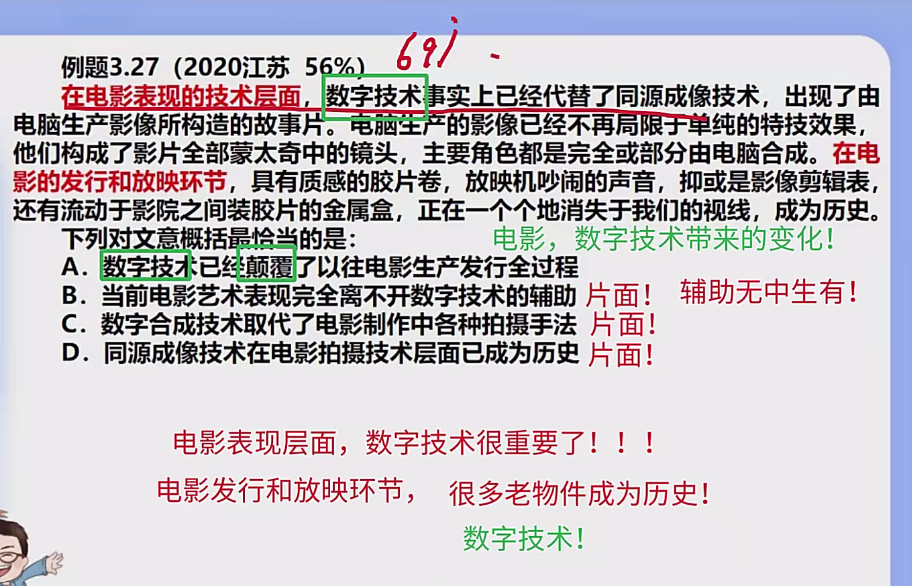 例题3.27（2020江苏 56%）
在电影表现的技术层面，数字技术事实上已经代替了同源成像技术，出现了由
电脑生产影像所构造的故事片。电脑生产的影像已经不再局限于单纯的特技效果，
他们构成了影片全部蒙太奇中的镜头，主要角色都是完全或部分由电脑合成。在电
影的发行和放映环节，具有质感的胶片卷，放映机吵闹的声音，抑或是影像剪辑表，
还有流动于影院之间装胶片的金属盒，正在一个个地消失于我们的视线，成为历史。
下列对文意概括最恰当的是：
电影，数字技术带来的变化！
A．数字技术已经颠覆了以往电影生产发行全过程
B．当前电影艺术表现完全离不开数字技术的辅助 片面！ 辅助无中生有！
C．数字合成技术取代了电影制作中各种拍摄手法 片面！
D．同源成像技术在电影拍摄技术层面已成为历史 片面！
电影表现层面，数字技术很重要了！！！
电影发行和放映环节， 很多老物件成为历史！
数字技术！